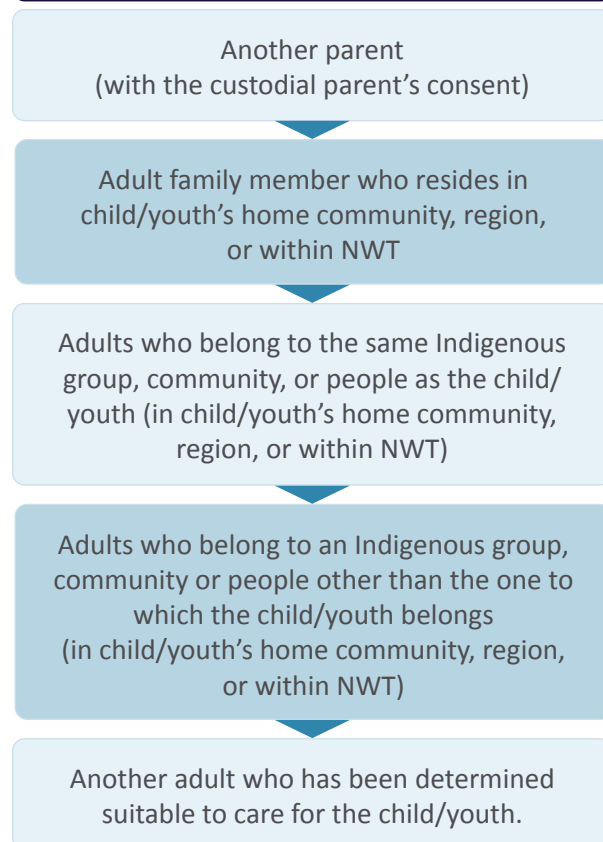 Another parent
(with the custodial parent’s consent)
Adult family member who resides in
child/youth’s home community, region,
or within NWT
Adults who belong to the same Indigenous
group, community, or people as the child/
youth (in child/youth’s home community,
region, or within NWT)
Adults who belong to an Indigenous group,
community or people other than the one to
which the child/youth belongs
(in child/youth’s home community, region,
or within NWT)
Another adult who has been determined
suitable to care for the child/youth.